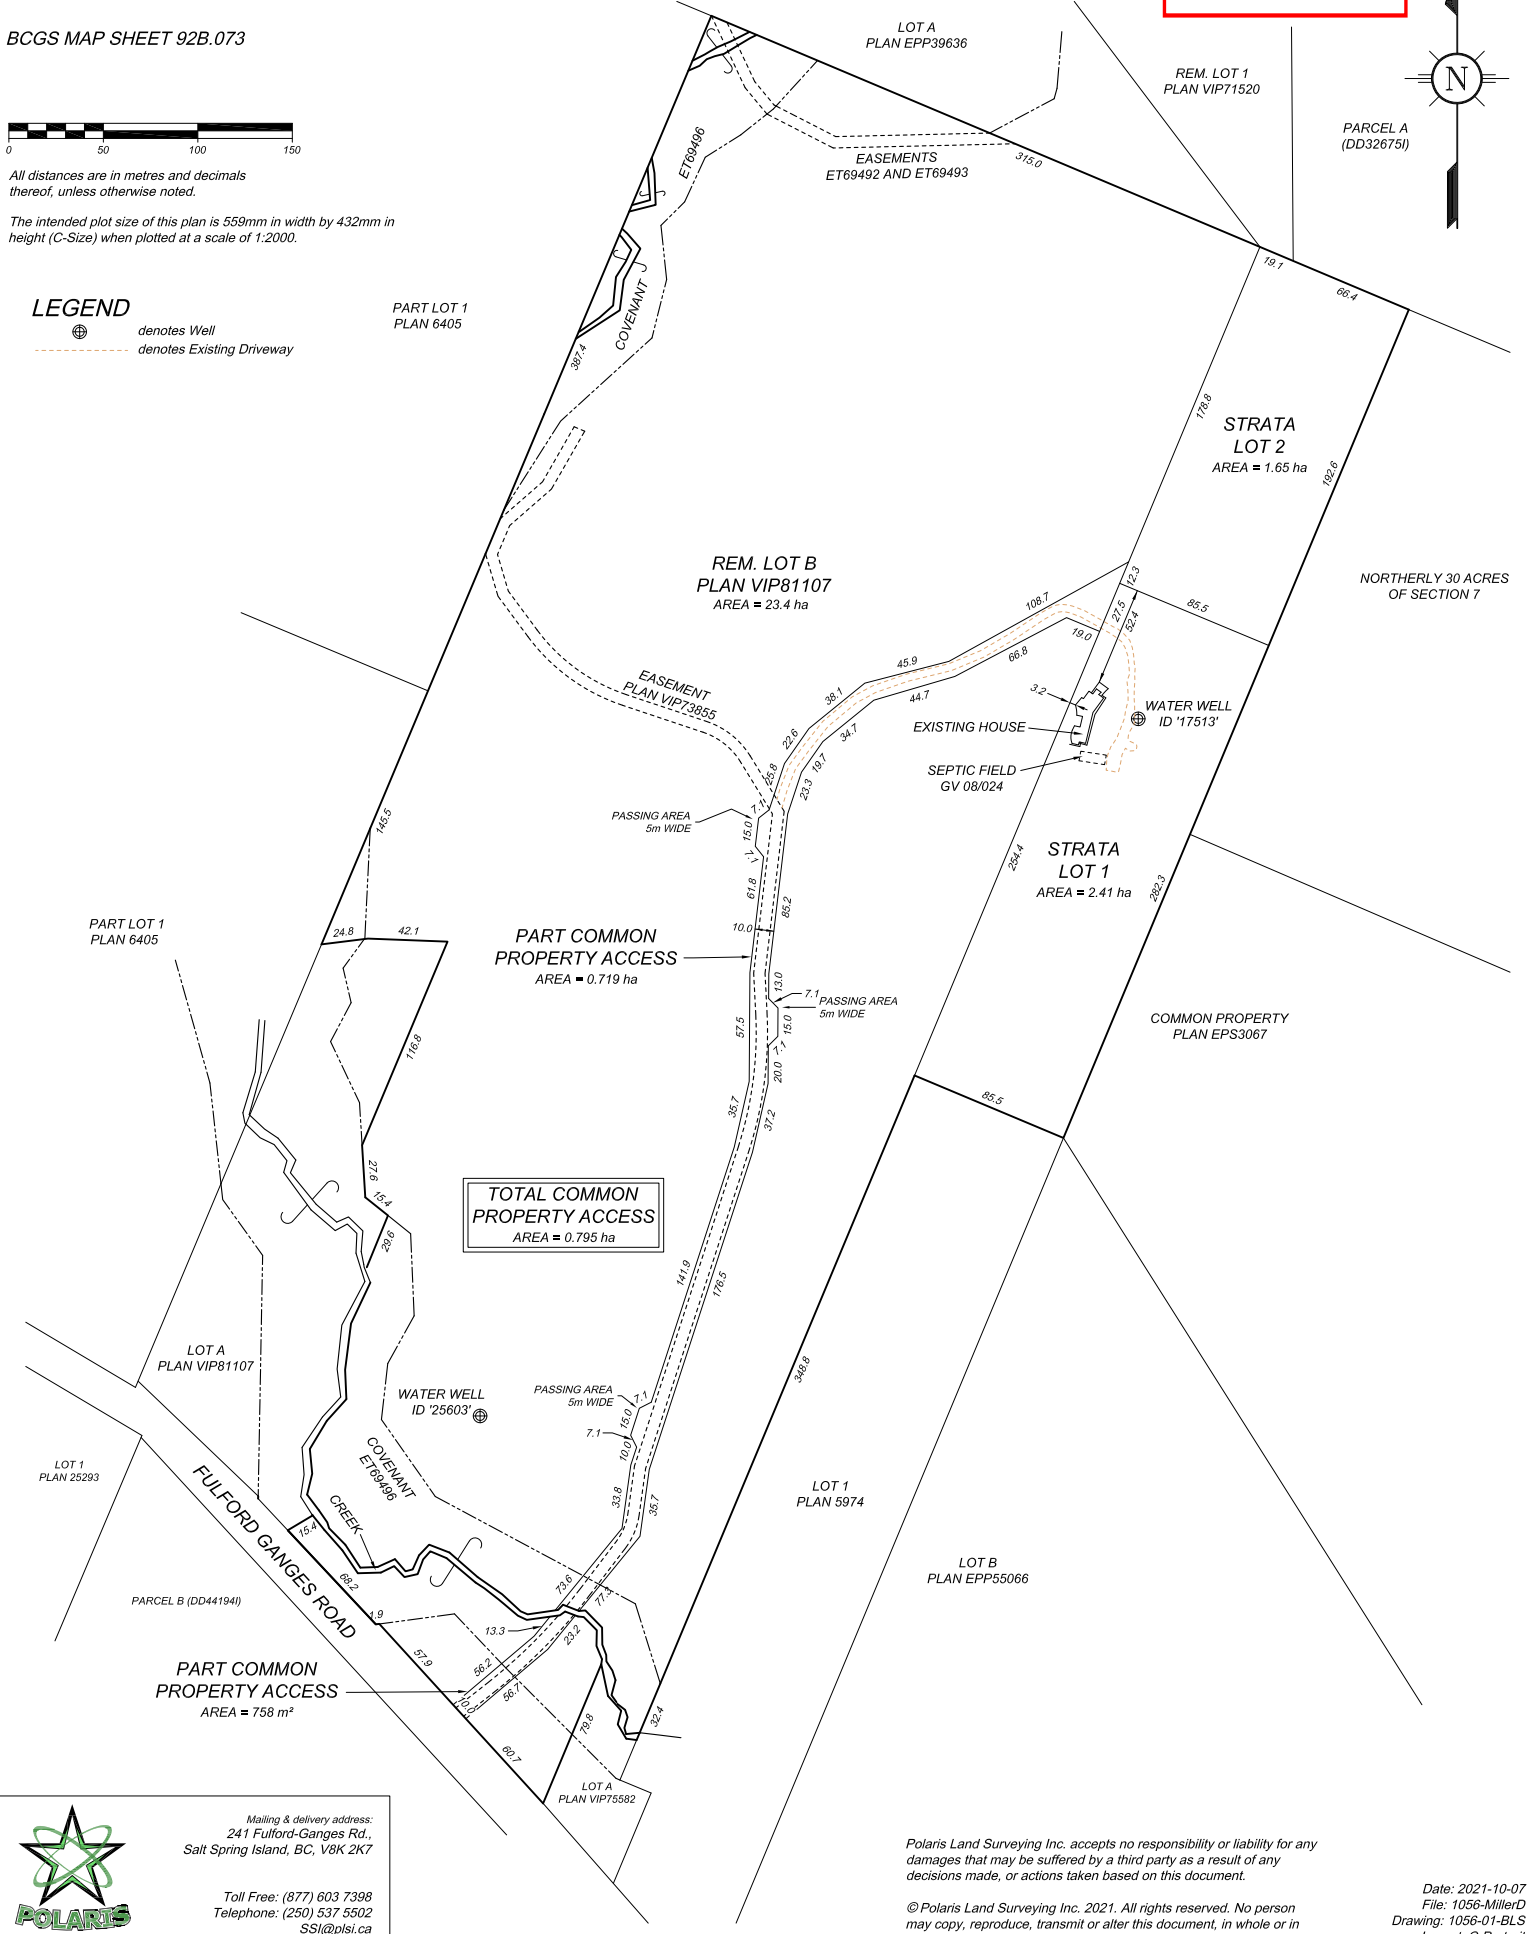 BCGS MAP SHEET 92B.073
0 50 100 150
All distances are in metres and decimals
thereof, unless otherwise noted.
The intended plot size of this plan is 559mm in width by 432mm in
height (C-Size) when plotted at a scale of 1:2000.
LEGEND
denotes Well
denotes Existing Driveway
PART LOT 1
PLAN 6405
LOT A
PLAN EPP39636
REM. LOT 1
PLAN VIP71520
PARCEL A
(DD32675I)
N
EASEMENTS
ET69492 AND ET69493
315.0
19.1
66.4
ET69496
COVENANT
387.4
178.8
STRATA
LOT 2
AREA = 1.65 ha
192.6
REM. LOT B
PLAN VIP81107
AREA = 23.4 ha
NORTHERLY 30 ACRES
OF SECTION 7
12.3
27.5
52.4
85.5
108.7
19.0
66.8
45.9
44.7
38.1
34.7
22.6
19.7
25.8
23.3
EASEMENT
PLAN VIP73855
3.2
WATER WELL
ID '17513'
EXISTING HOUSE
SEPTIC FIELD
GV 08/024
PASSING AREA
5m WIDE
7.1
15.0
7.1
145.5
254.4
STRATA
LOT 1
AREA = 2.41 ha
282.3
61.8
85.2
10.0
PART LOT 1
PLAN 6405
24.8
42.1
PART COMMON
PROPERTY ACCESS
AREA = 0.719 ha
13.0
7.1
PASSING AREA
5m WIDE
15.0
7.1
20.0
57.5
COMMON PROPERTY
PLAN EPS3067
116.8
35.7
37.2
85.5
27.6
15.4
29.6
TOTAL COMMON
PROPERTY ACCESS
AREA = 0.795 ha
141.9
176.5
348.8
LOT A
PLAN VIP81107
WATER WELL
ID '25603'
PASSING AREA
5m WIDE
7.1
15.0
7.1
10.0
COVENANT
ET69496
LOT 1
PLAN 25293
FULFORD GANGES ROAD
CREEK
15.4
33.8
35.7
LOT 1
PLAN 5974
LOT B
PLAN EPP55066
68.2
73.6
77.3
1.9
PARCEL B (DD44194I)
13.3
23.2
57.9
56.2
56.7
10.0
PART COMMON
PROPERTY ACCESS
AREA = 758 m²
79.8
32.4
60.7
LOT A
PLAN VIP75582
Mailing & delivery address:
241 Fulford-Ganges Rd.,
Salt Spring Island, BC, V8K 2K7
Toll Free: (877) 603 7398
Telephone: (250) 537 5502
SSI@plsi.ca
POLARIS
Polaris Land Surveying Inc. accepts no responsibility or liability for any
damages that may be suffered by a third party as a result of any
decisions made, or actions taken based on this document.
© Polaris Land Surveying Inc. 2021. All rights reserved. No person
may copy, reproduce, transmit or alter this document, in whole or in
Date: 2021-10-07
File: 1056-MillerD
Drawing: 1056-01-BLS